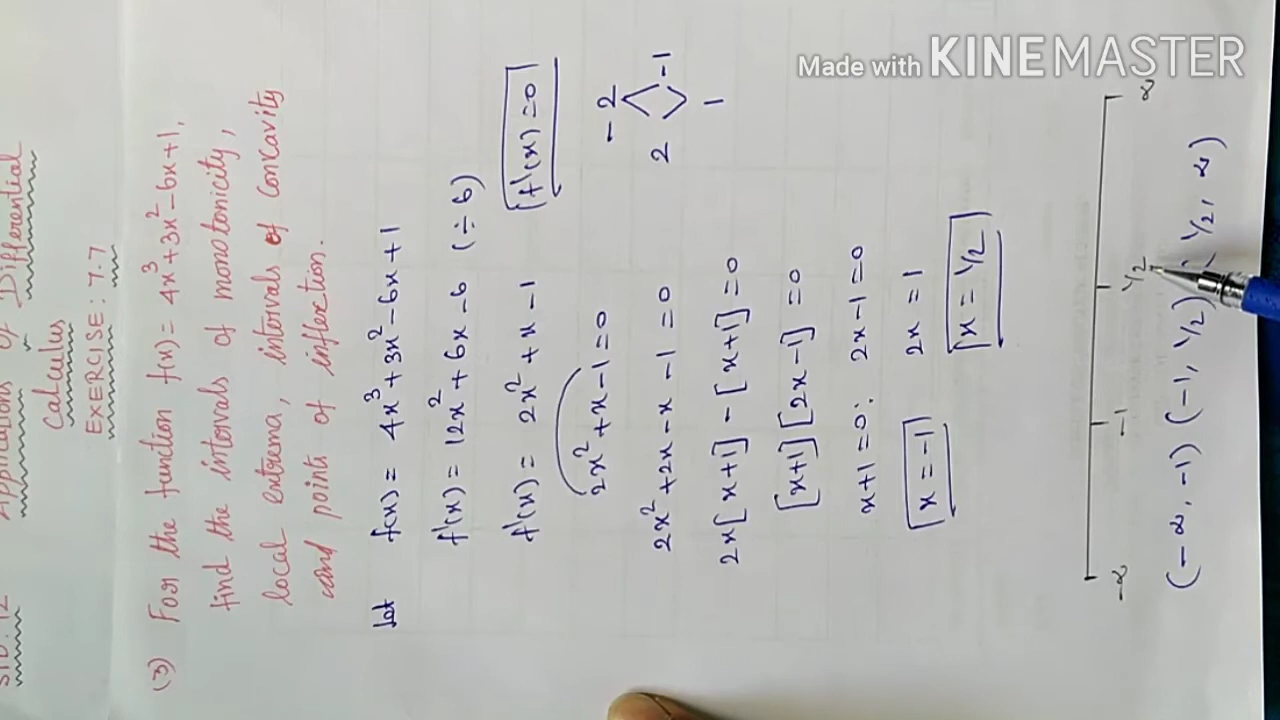 STD: 12 Applications of Differential
Calculus
EXERCISE: 7.7
(3) For the function f(x) = 4x³+3x²-6x+1,
find the intervals of monotonicity,
local extrema, intervals of concavity
and points of inflection.
Let f(x) = 4x³+3x²-6x+1
f'(x) = 12x²+6x-6 (÷6)
f'(x) = 2x²+x-1 f'(x)=0
2x²+x-1=0 -2
2 -1
2x²+2x-x-1=0 1
2x[x+1]-[x+1]=0
[x+1][2x-1]=0
x+1=0: 2x-1=0
x=-1 2x=1
x=1/2
-∞ -1 1/2 ∞
(-∞,-1) (-1,1/2) 1/2, ∞)
Made with KINEMASTER